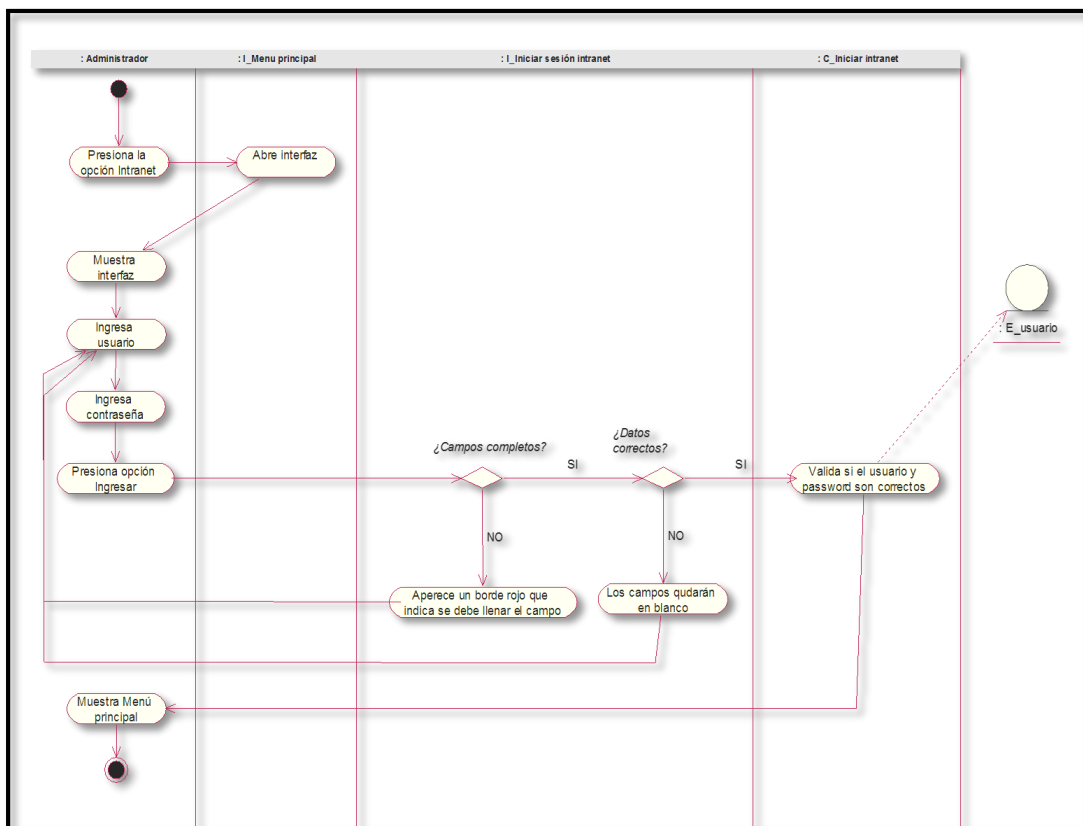 : Administrador
: I_Menu principal
: I_Iniciar sesión intranet
: C_Iniciar intranet
Presiona la
opción Intranet
Abre interfaz
Muestra
interfaz
: E_usuario
Ingresa
usuario
Ingresa
contraseña
¿Campos completos?
¿Datos
correctos?
Presiona opción
Ingresar
SI
SI
Valida si el usuario y
password son correctos
NO
NO
Aperece un borde rojo que
indica se debe llenar el campo
Los campos qudarán
en blanco
Muestra Menú
principal